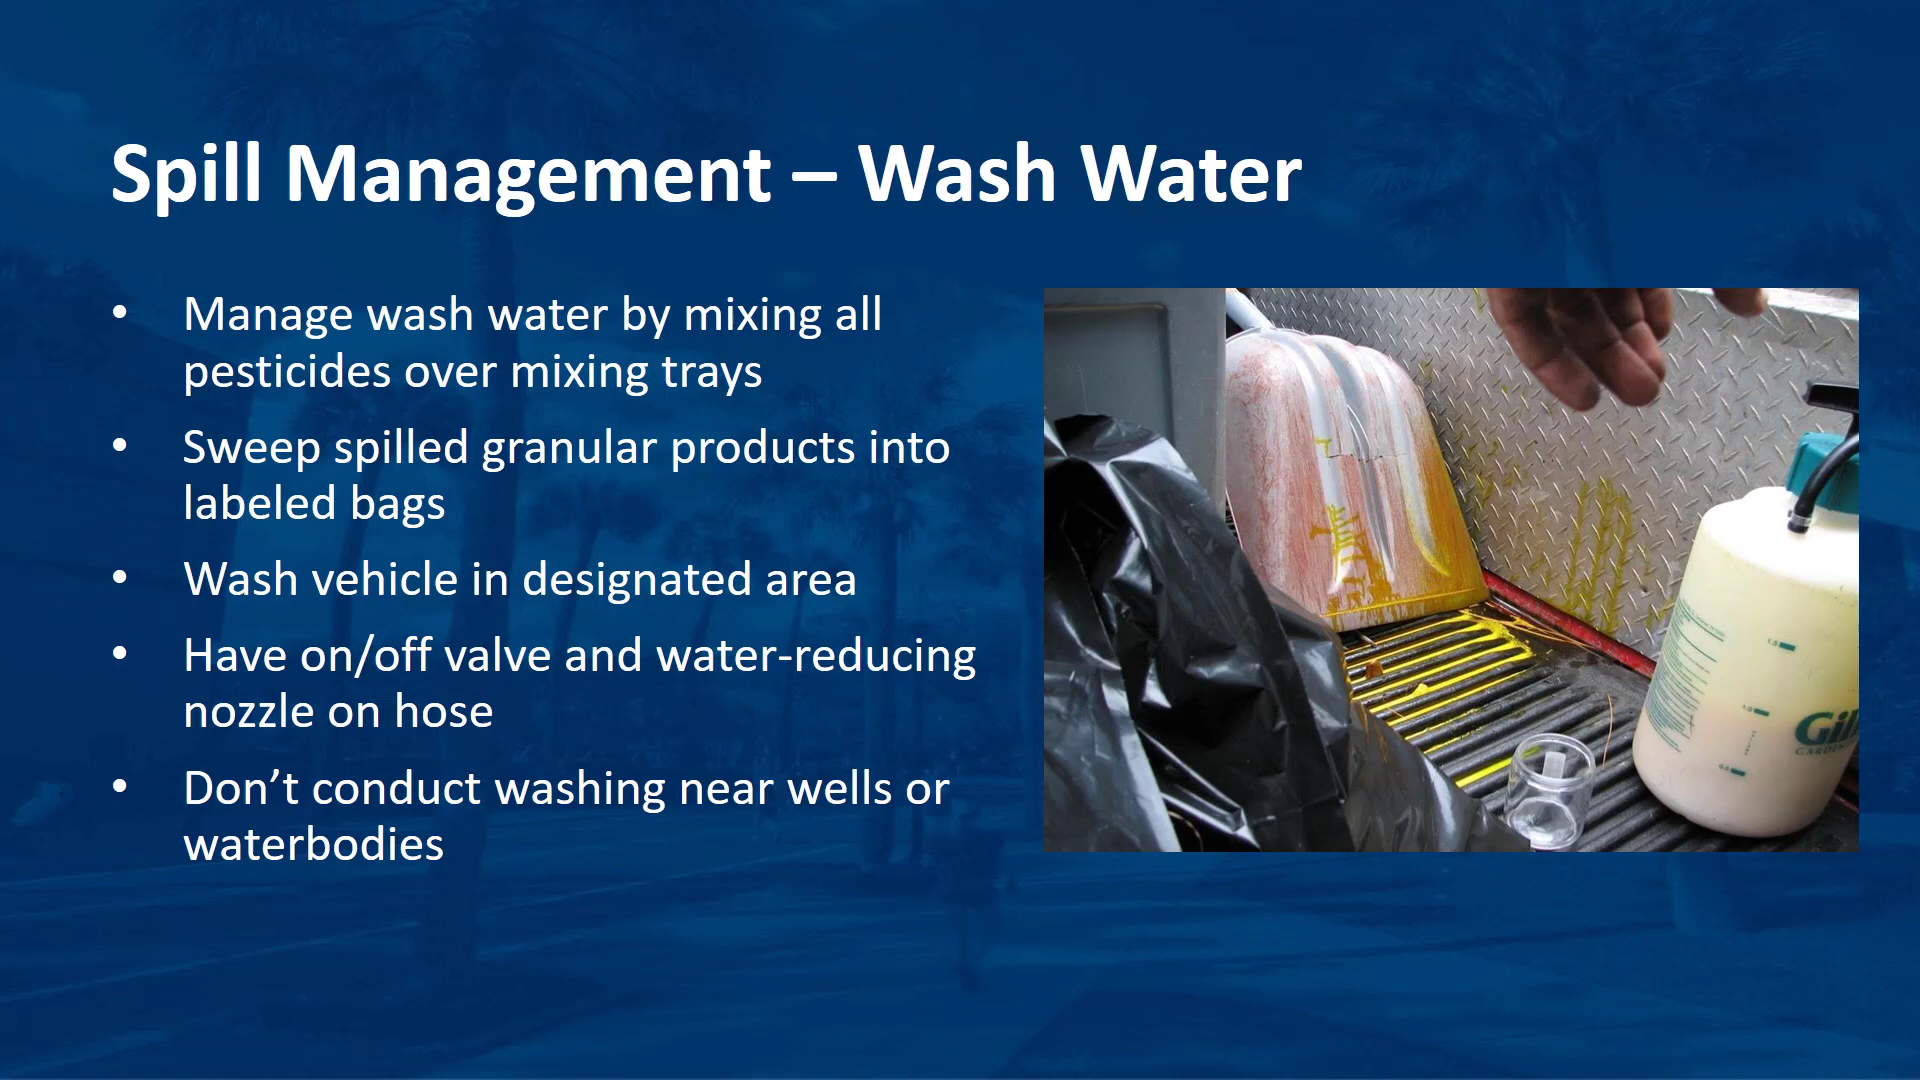 Spill Management – Wash Water
• Manage wash water by mixing all
pesticides over mixing trays
• Sweep spilled granular products into
labeled bags
• Wash vehicle in designated area
• Have on/off valve and water-reducing
nozzle on hose
• Don’t conduct washing near wells or
waterbodies